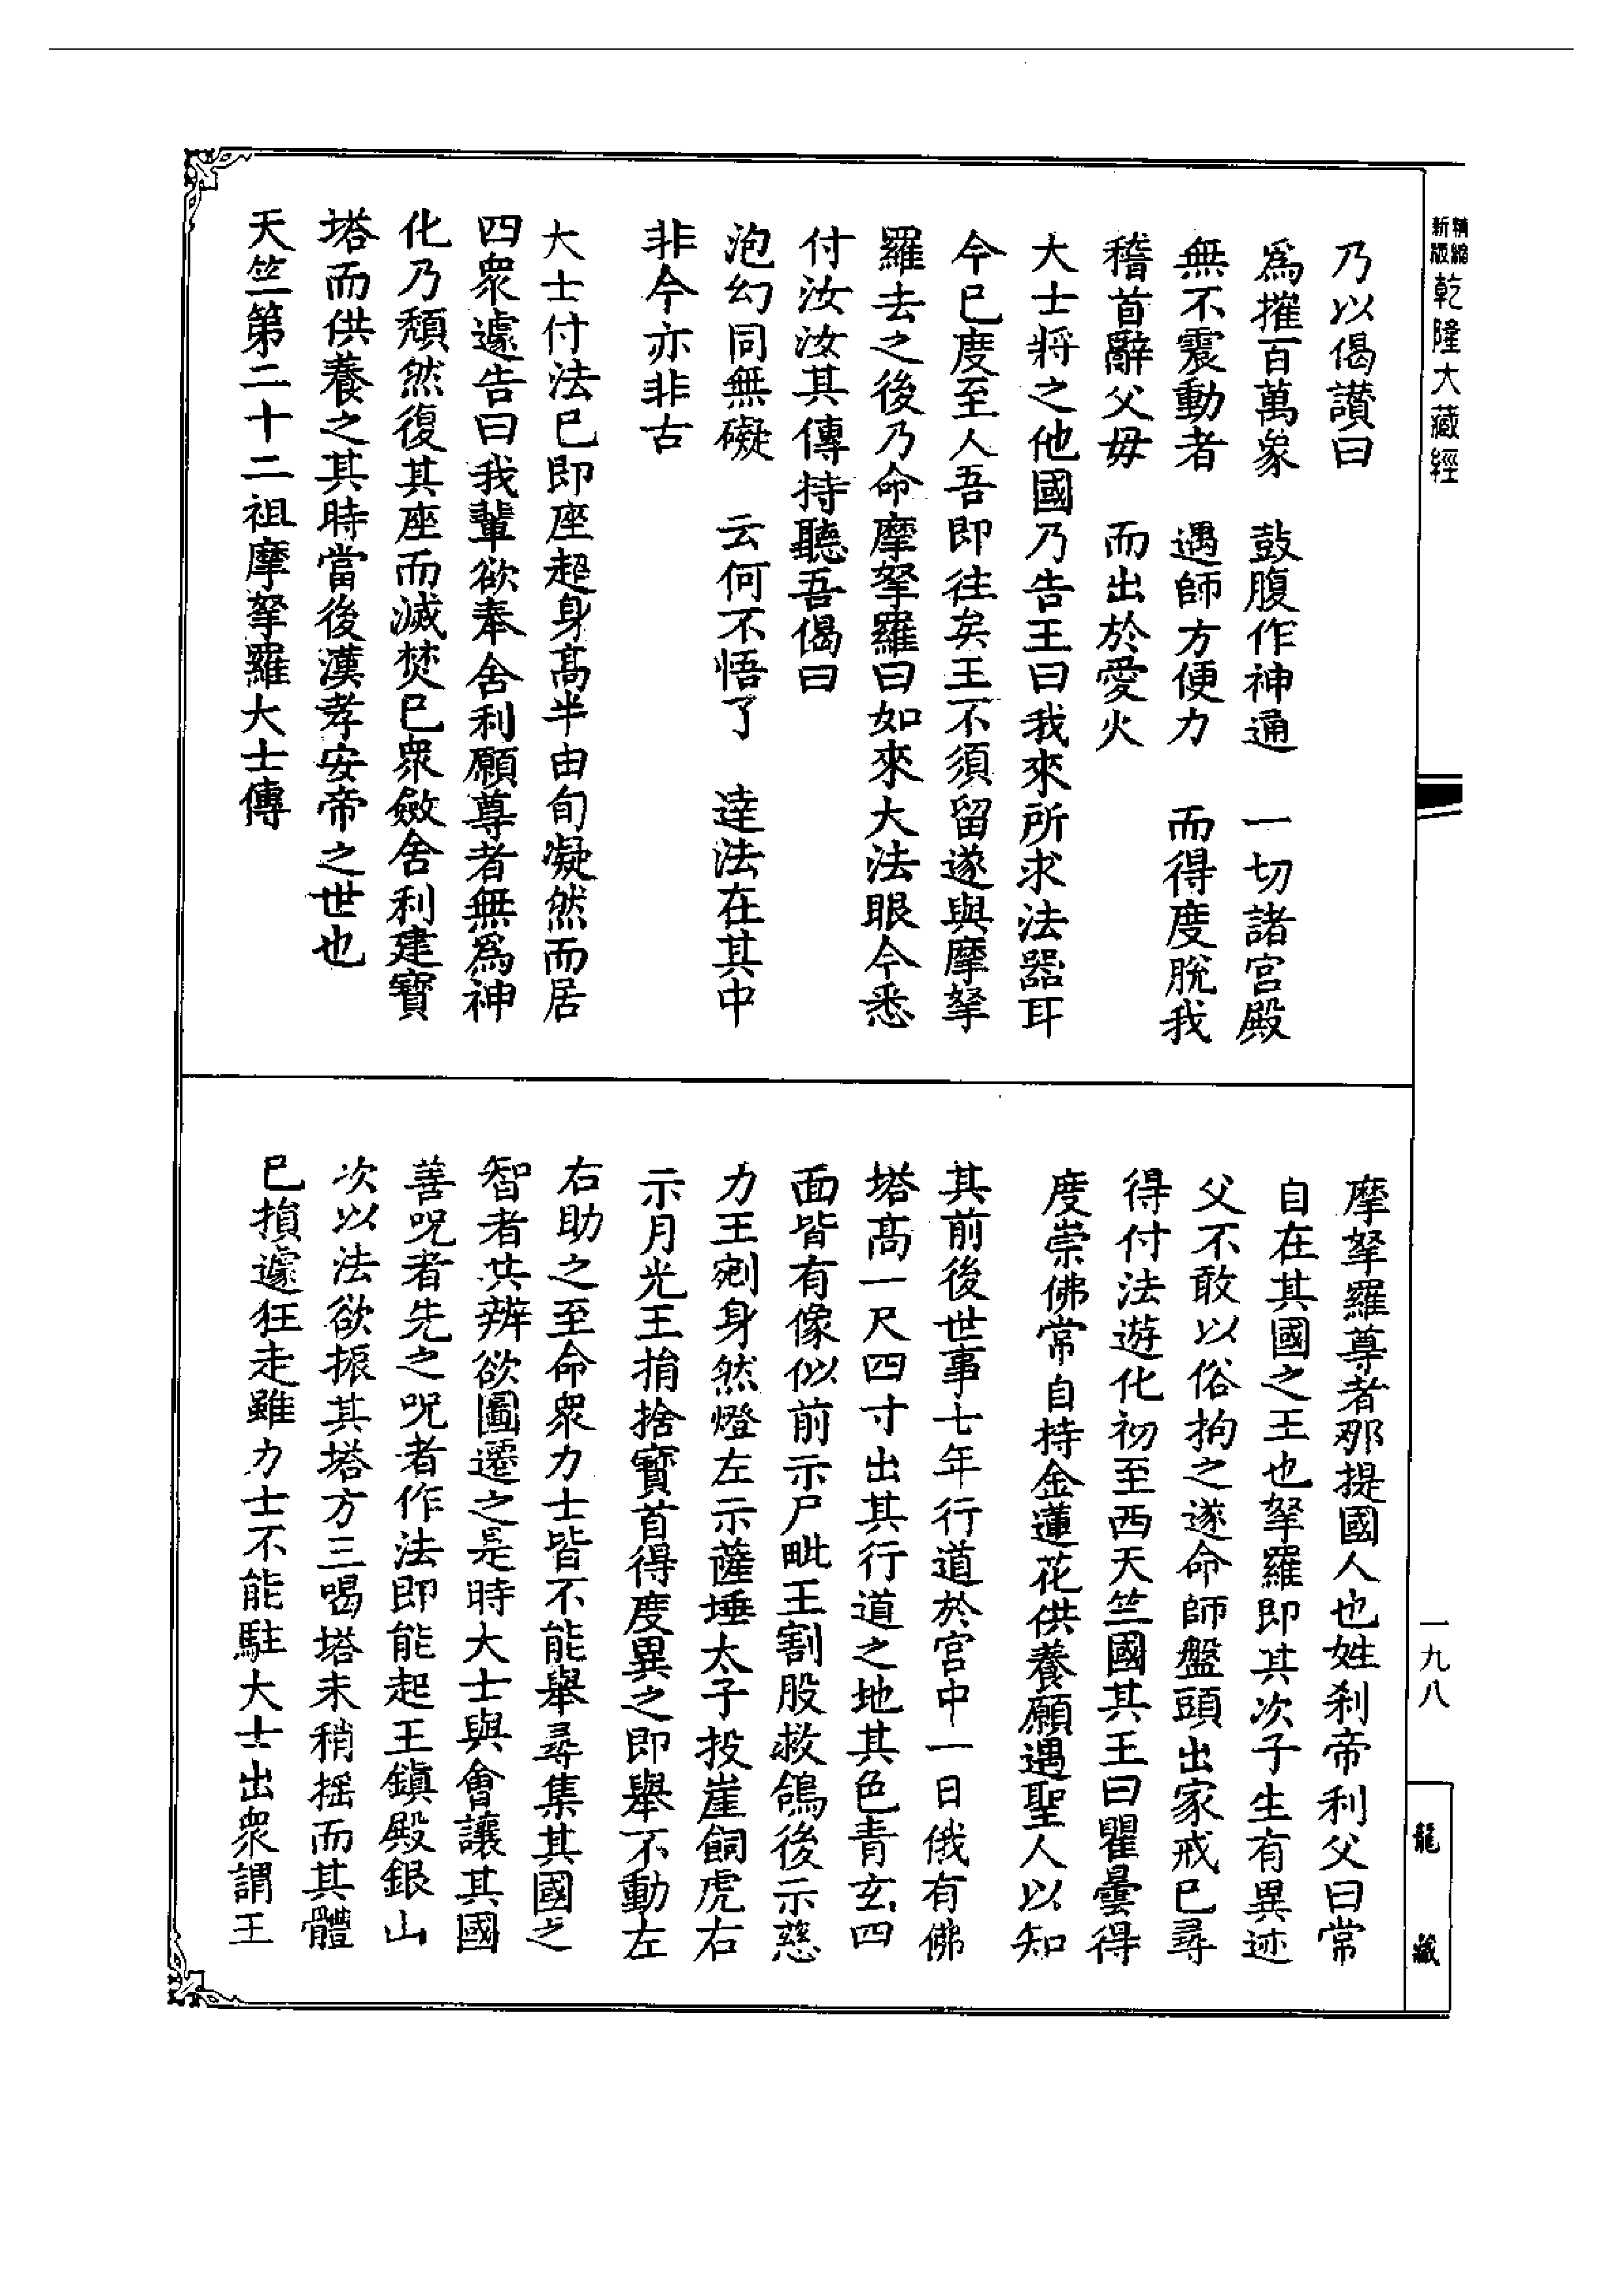 精縮新版乾隆大藏經
乃以偈讃曰
爲摧百萬象　鼓腹作神通　一切諸宮殿
無不震動者　遇師方便力　而得度脫我
稽首辭父母　而出於愛火
大士將之他國乃告王曰我來所求法器耳
今已度至人吾即往矣王不須留遂與摩拏
羅去之後乃命摩拏羅曰如來大法眼今悉
付汝汝其傳持聽吾偈曰
泡幻同無礙　云何不悟了　達法在其中
非今亦非古
大士付法已即座超身高半由旬凝然而居
四衆遽告曰我輩欲奉舍利願尊者無爲神
化乃頹然復其座而滅焚已衆斂舍利建寶
塔而供養之其時當後漢孝安帝之世也
天竺第二十二祖摩拏羅大士傳
摩拏羅尊者那提國人也姓剎帝利父曰常
自在其國之王也拏羅即其次子生有異迹
父不敢以俗拘之遂命師盤頭出家戒已尋
得付法遊化初至西天竺國其王曰瞿曇得
度崇佛常自持金蓮花供養願遇聖人以知
其前後世事七年行道於宮中一日俄有佛
塔高一尺四寸出其行道之地其色青玄四
面皆有像似前示尸毗王割股救鴿後示慈
力王剜身然燈左示薩埵太子投崖飼虎右
示月光王捐捨寶首得度異之即舉不動左
右助之至命衆力士皆不能舉尋集其國之
智者共辨欲圖遷之是時大士與會讓其國
善呪者先之呪者作法即能起王鎮殿銀山
次以法欲振其塔方三喝塔未稍搖而其體
已損遽狂走雖力士不能駐大士出衆謂王
一九八
龍藏